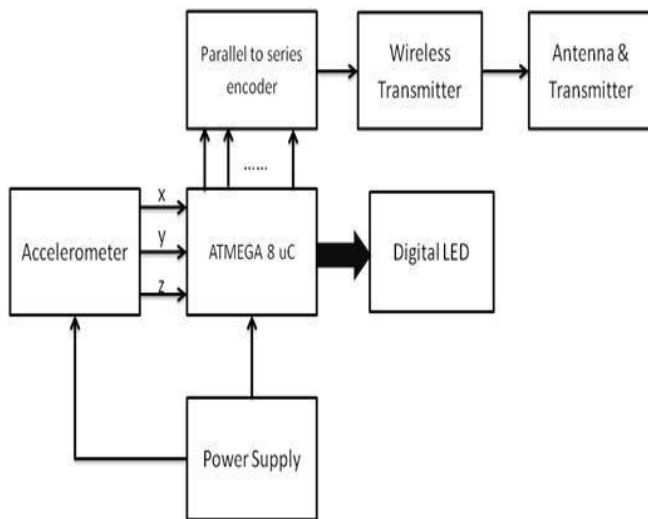 Parallel to series
encoder
Wireless
Transmitter
Antenna &
Transmitter
......
x
y
z
Accelerometer
ATMEGA 8 uC
Digital LED
Power Supply